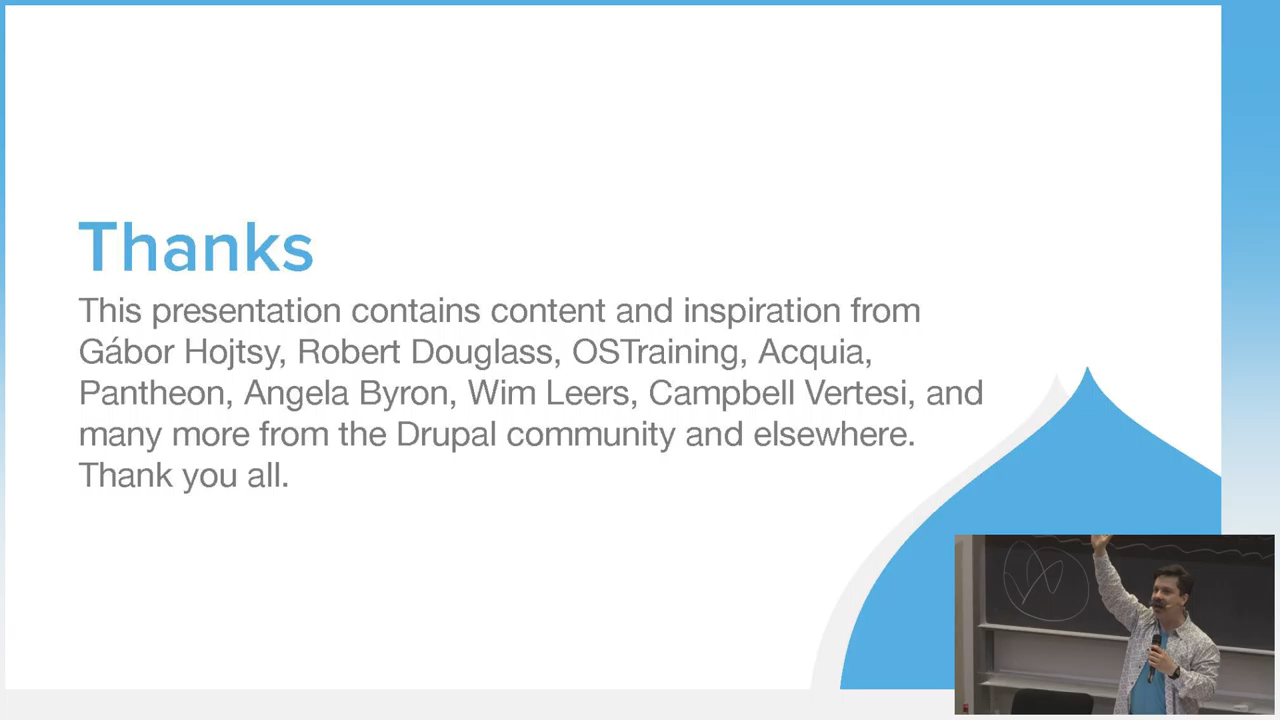 Thanks
This presentation contains content and inspiration from
Gábor Hojtsy, Robert Douglass, OSTraining, Acquia,
Pantheon, Angela Byron, Wim Leers, Campbell Vertesi, and
many more from the Drupal community and elsewhere.
Thank you all.